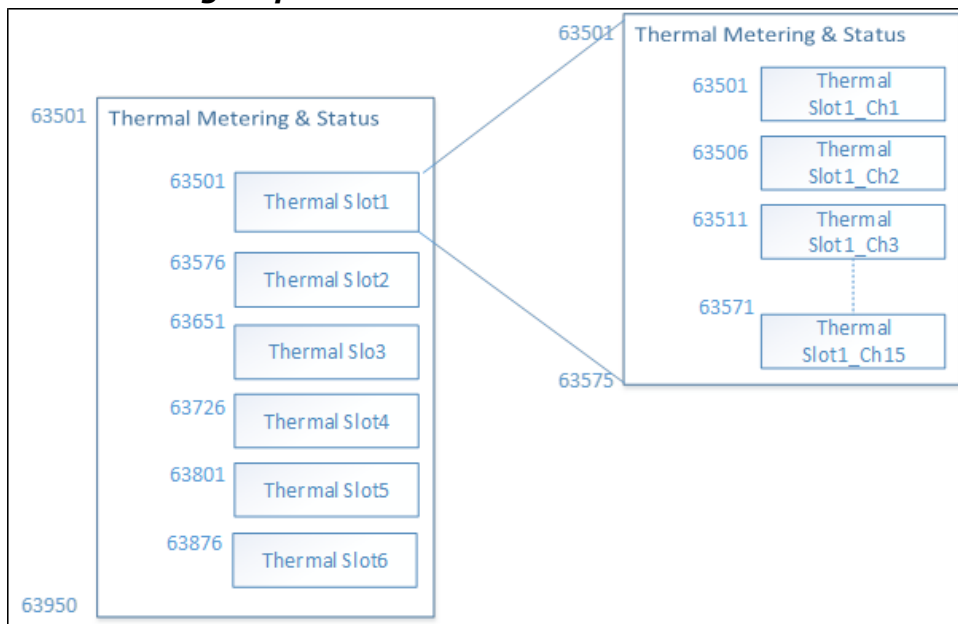 63501
Thermal Metering & Status
63501
Thermal Slot1
63576
Thermal Slot2
63651
Thermal Slo3
63726
Thermal Slot4
63801
Thermal Slot5
63876
Thermal Slot6
63950
63501
Thermal Metering & Status
63501
Thermal
Slot1_Ch1
63506
Thermal
Slot1_Ch2
63511
Thermal
Slot1_Ch3
63571
Thermal
Slot1_Ch15
63575